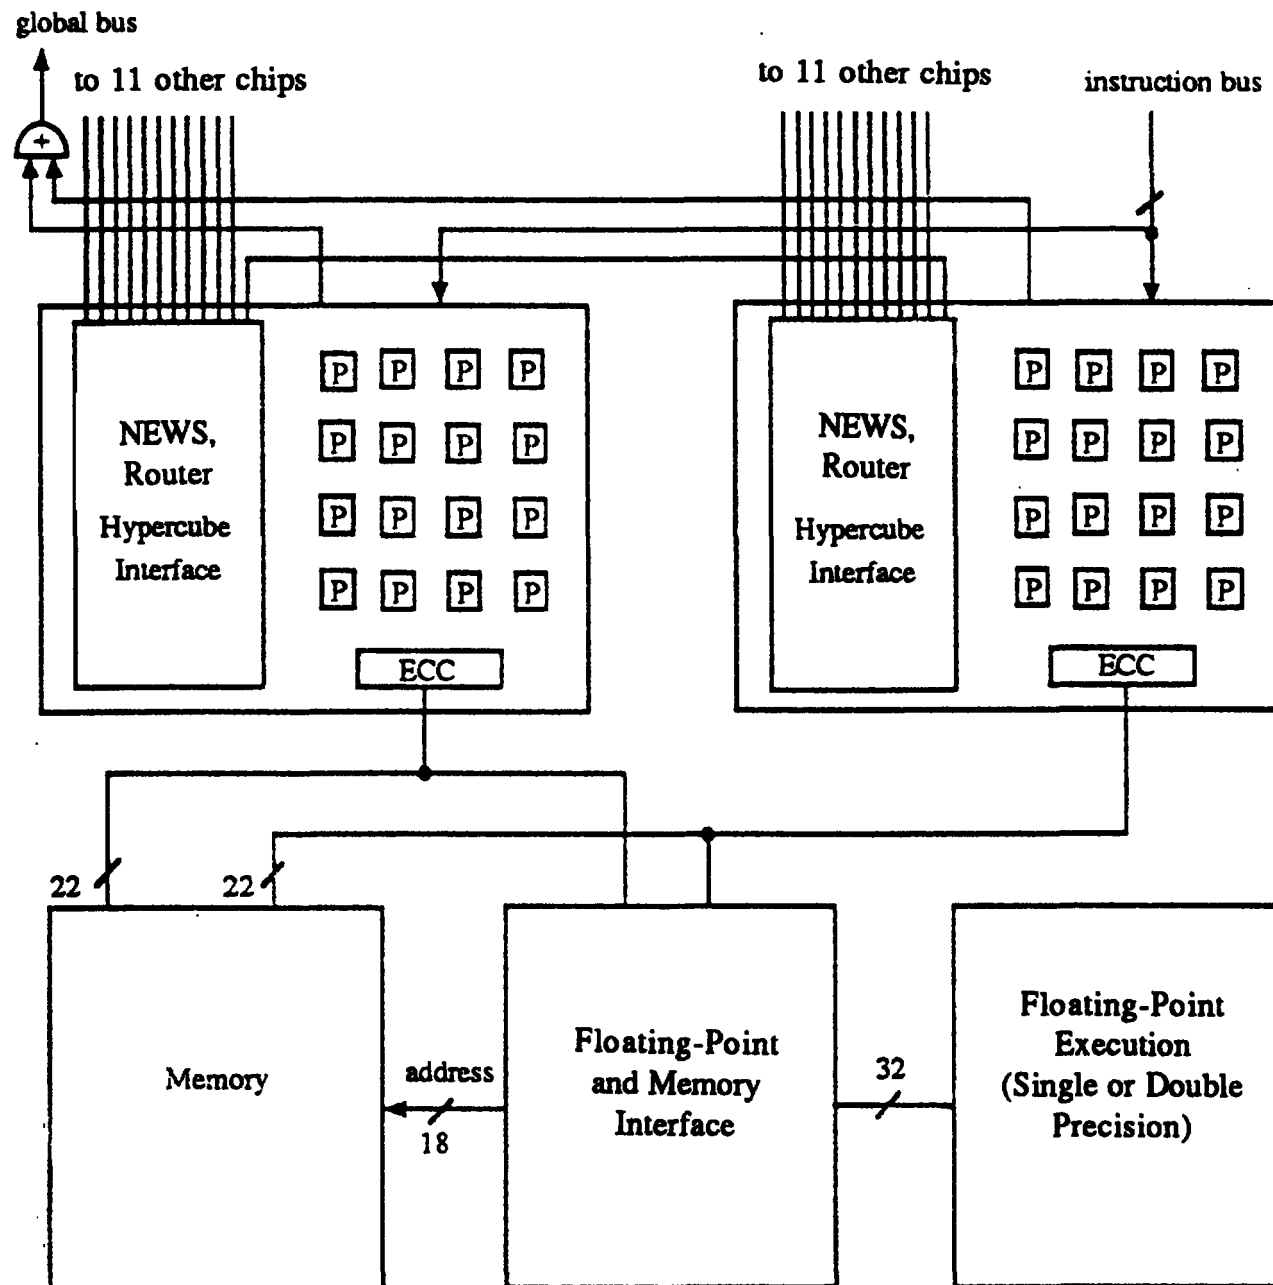 global bus
to 11 other chips
to 11 other chips
instruction bus
+
NEWS,
Router
Hypercube
Interface
P P P P
P P P P
P P P P
P P P P
ECC
NEWS,
Router
Hypercube
Interface
P P P P
P P P P
P P P P
P P P P
ECC
22
22
Memory
address
18
Floating-Point
and Memory
Interface
32
Floating-Point
Execution
(Single or Double
Precision)